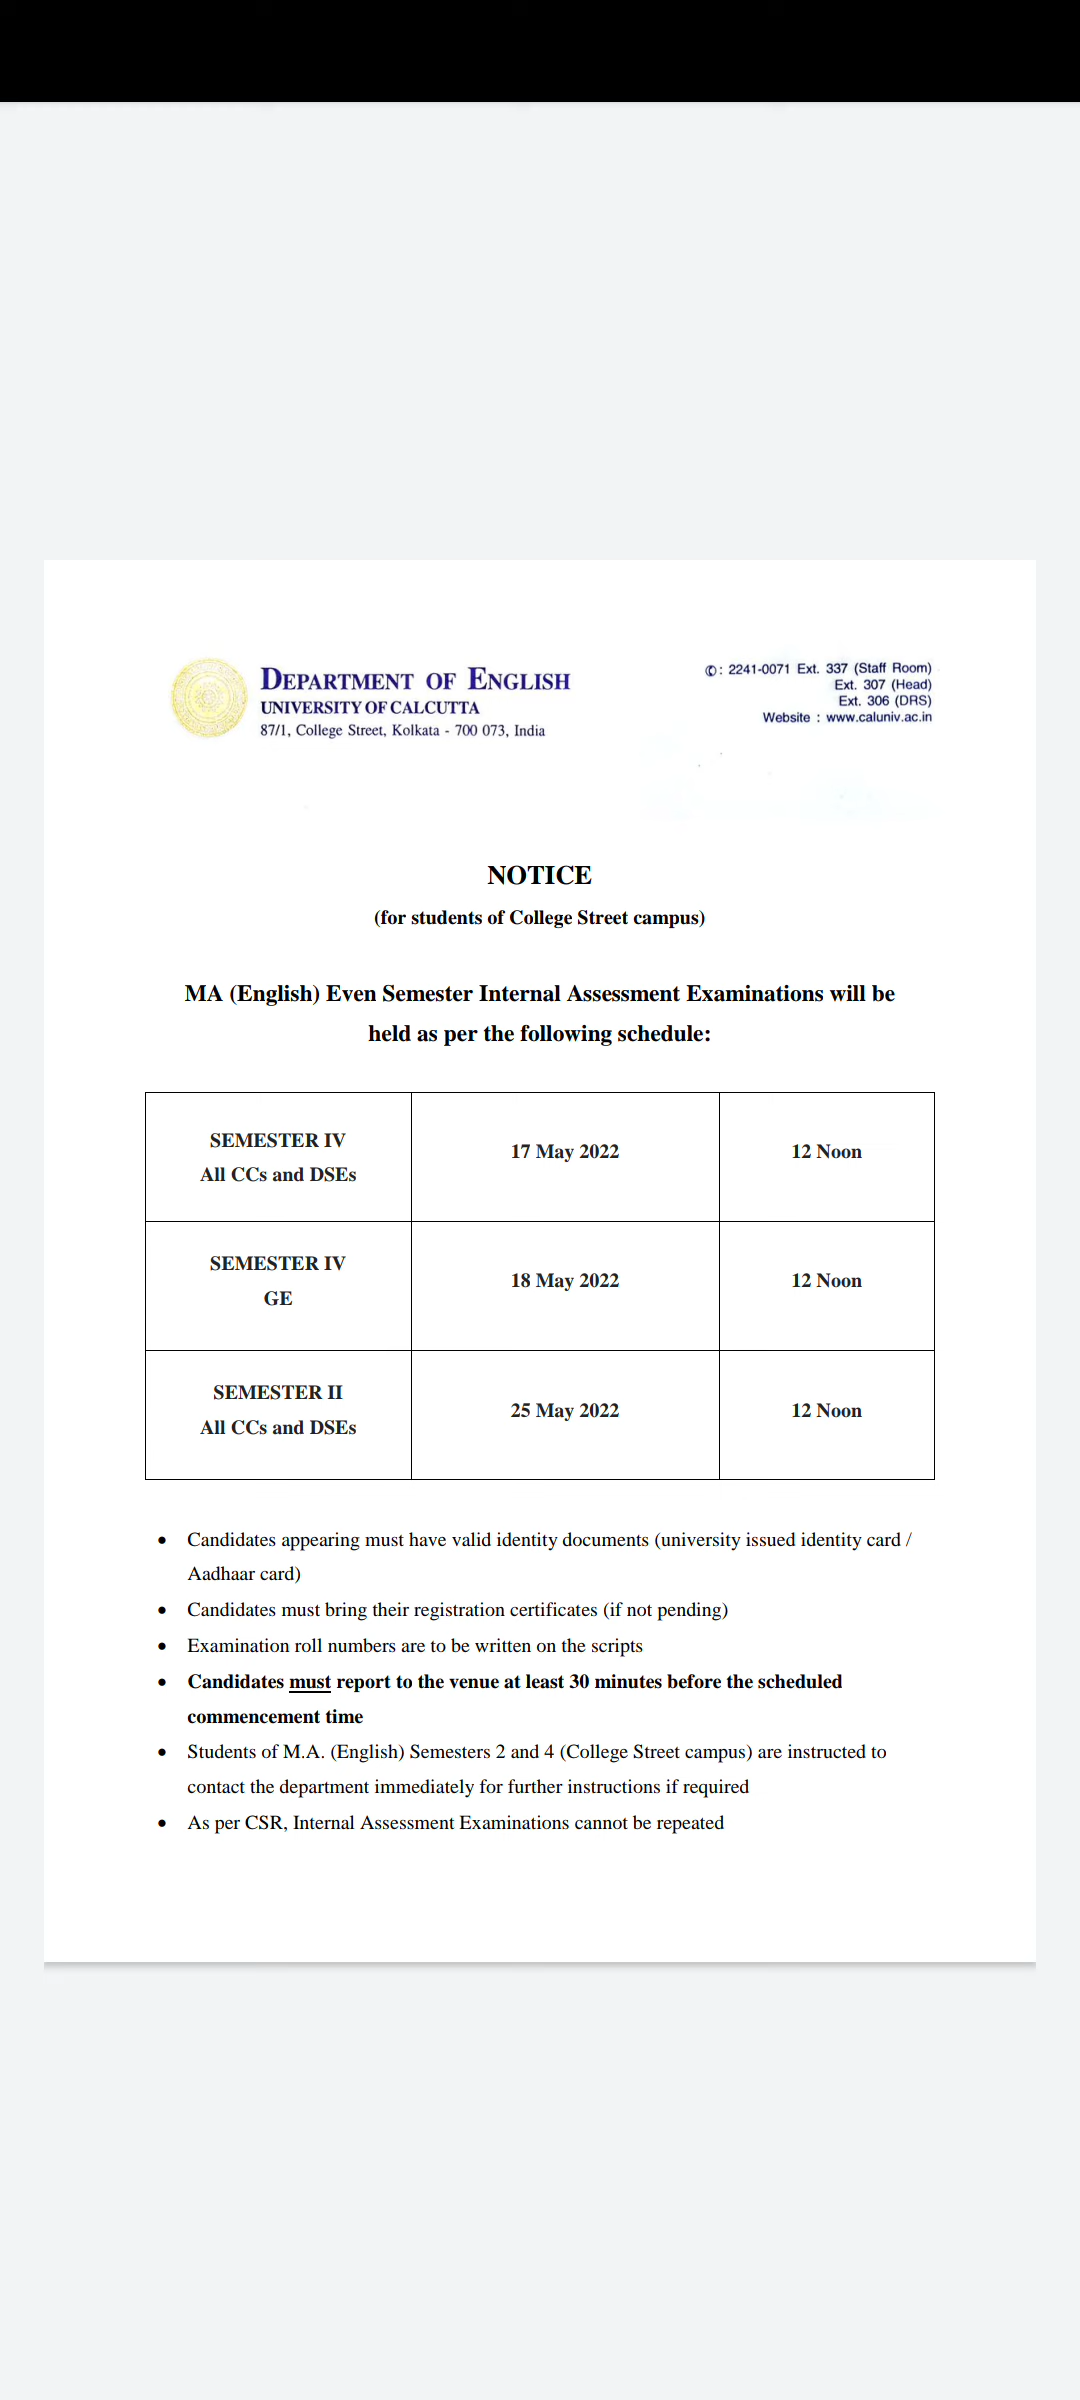 DEPARTMENT OF ENGLISH
UNIVERSITY OF CALCUTTA
87/1, College Street, Kolkata - 700 073, India
✆: 2241-0071 Ext. 337 (Staff Room)
Ext. 307 (Head)
Ext. 306 (DRS)
Website : www.caluniv.ac.in
NOTICE
(for students of College Street campus)
MA (English) Even Semester Internal Assessment Examinations will be
held as per the following schedule:
SEMESTER IV
All CCs and DSEs
17 May 2022
12 Noon
SEMESTER IV
GE
18 May 2022
12 Noon
SEMESTER II
All CCs and DSEs
25 May 2022
12 Noon
• Candidates appearing must have valid identity documents (university issued identity card /
Aadhaar card)
• Candidates must bring their registration certificates (if not pending)
• Examination roll numbers are to be written on the scripts
• Candidates must report to the venue at least 30 minutes before the scheduled
commencement time
• Students of M.A. (English) Semesters 2 and 4 (College Street campus) are instructed to
contact the department immediately for further instructions if required
• As per CSR, Internal Assessment Examinations cannot be repeated